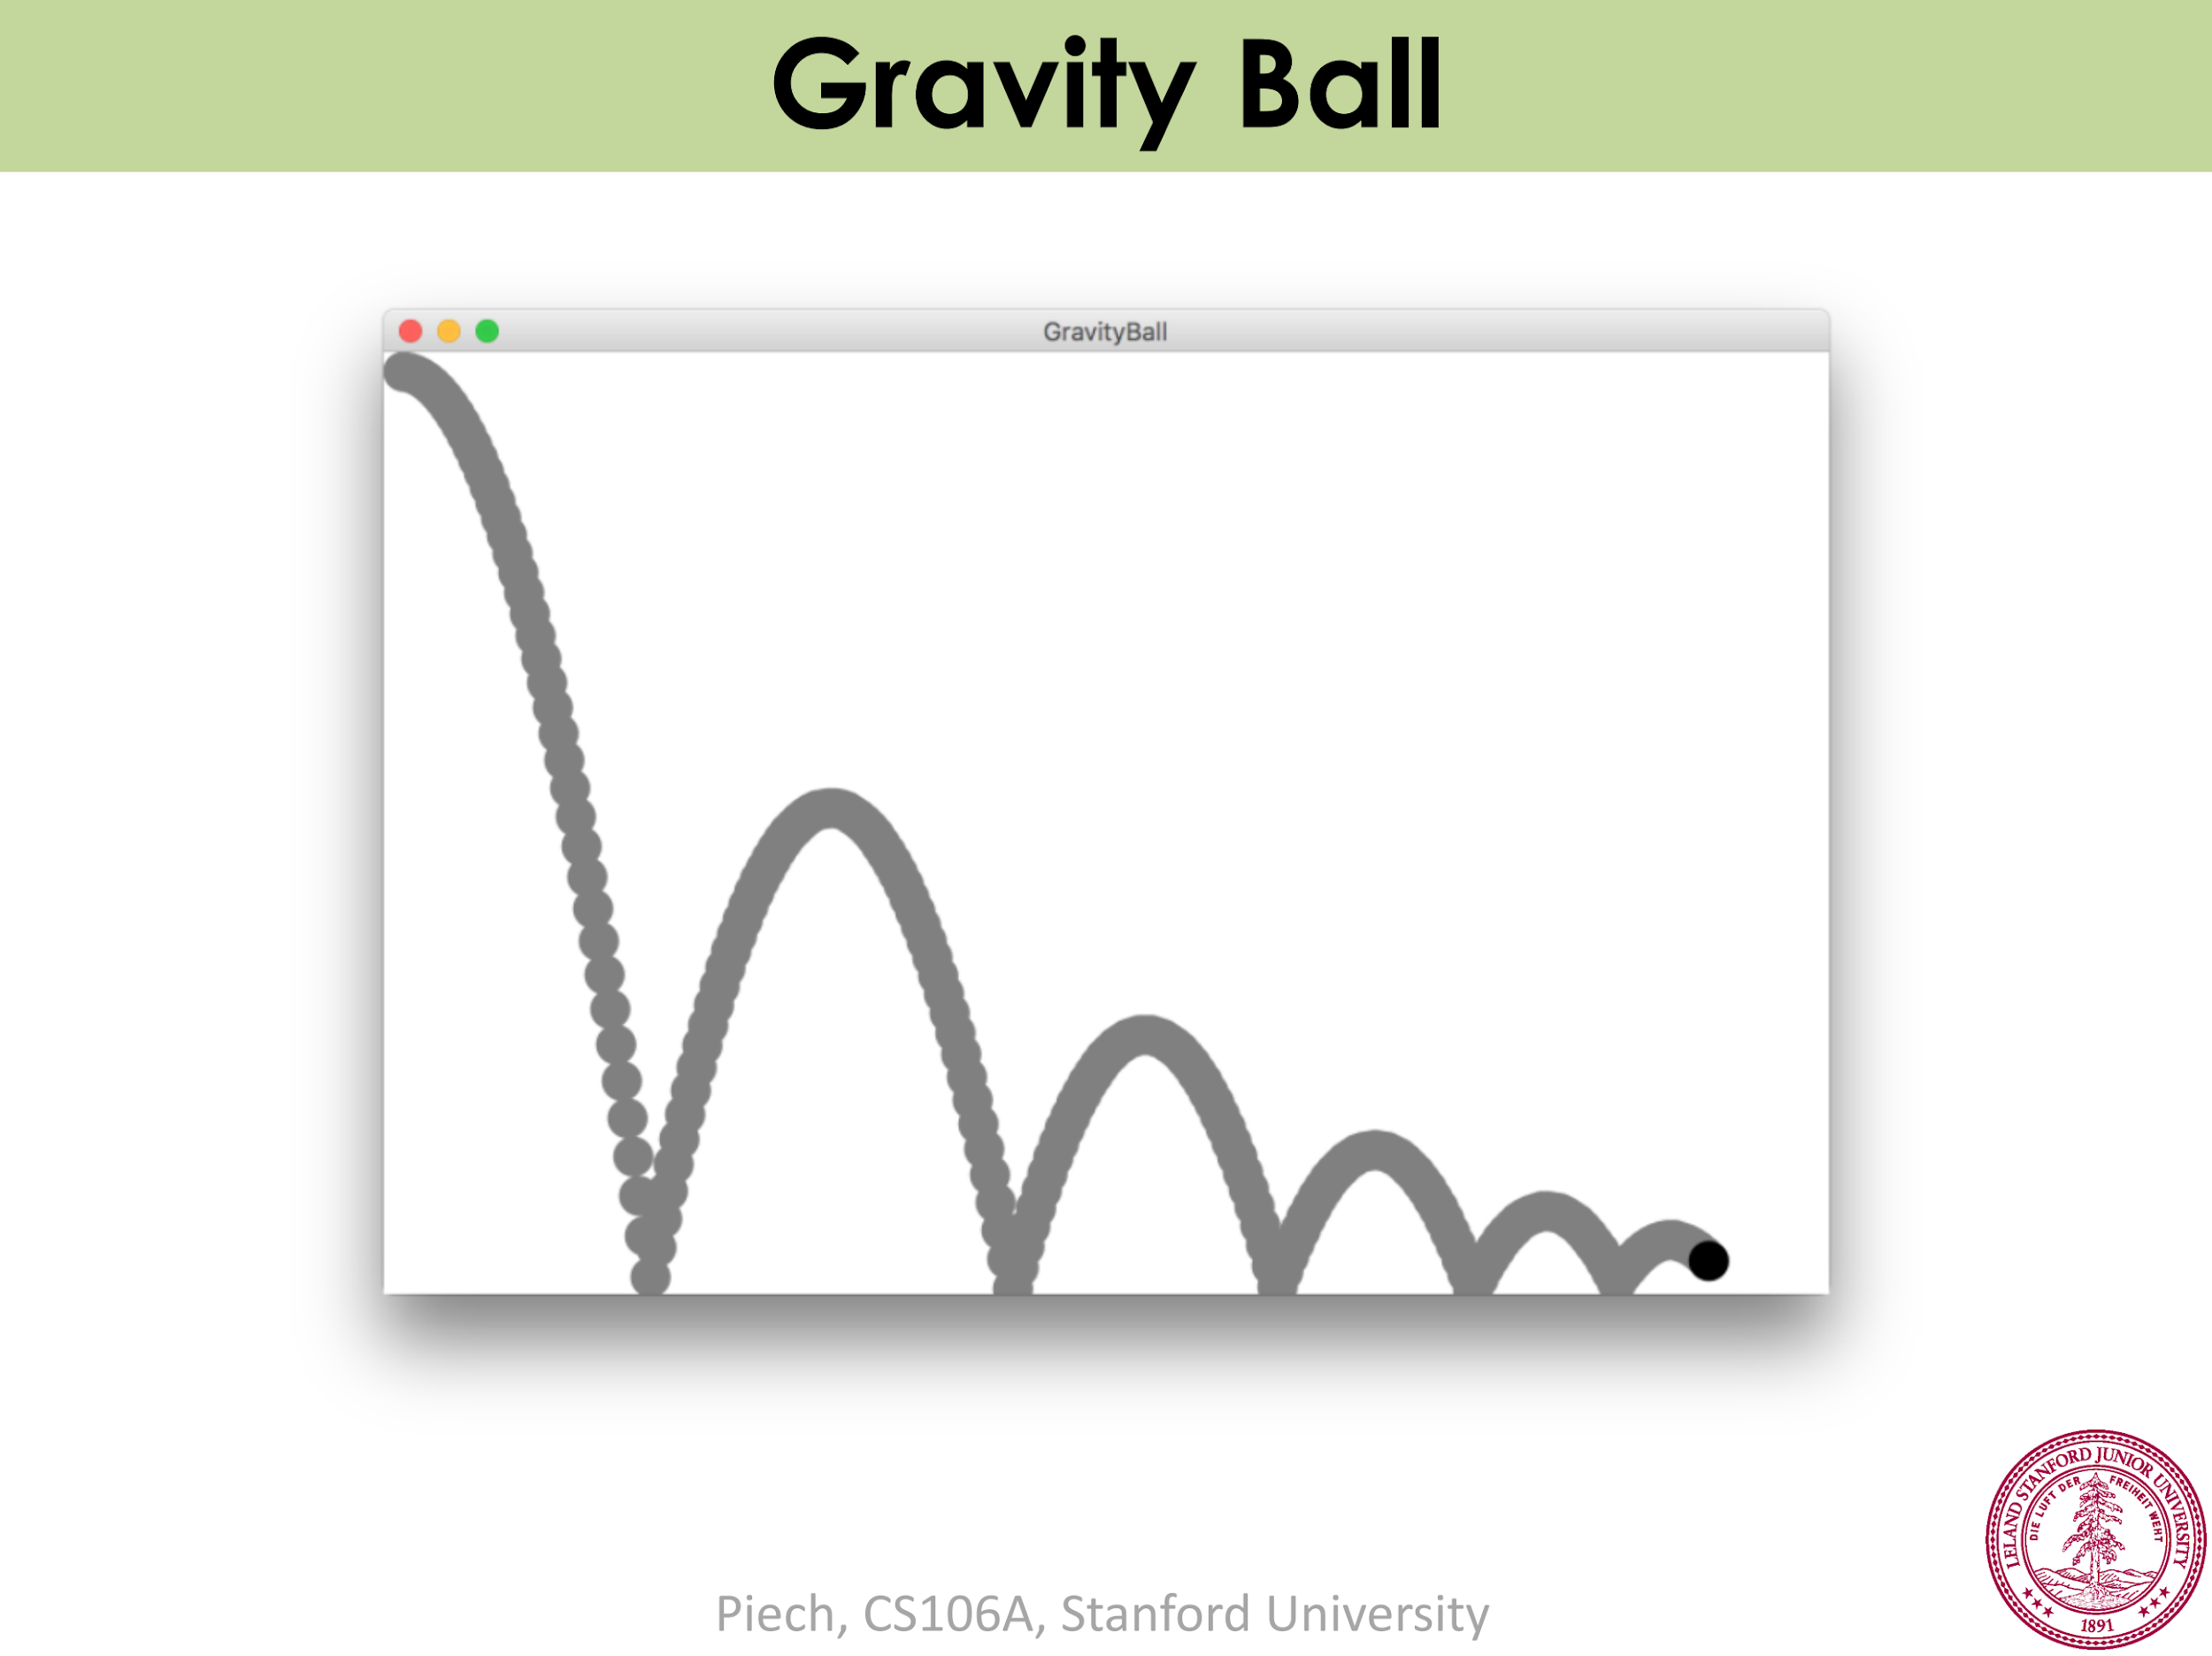 Gravity Ball
GravityBall
LELAND STANFORD JUNIOR UNIVERSITY
DIE LUFT DER FREIHEIT WEHT
1891
Piech, CS106A, Stanford University